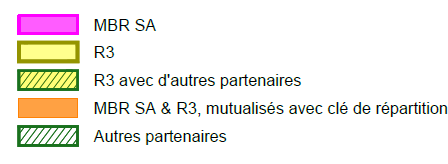 MBR SA
R3
R3 avec d'autres partenaires
MBR SA & R3, mutualisés avec clé de répartition
Autres partenaires